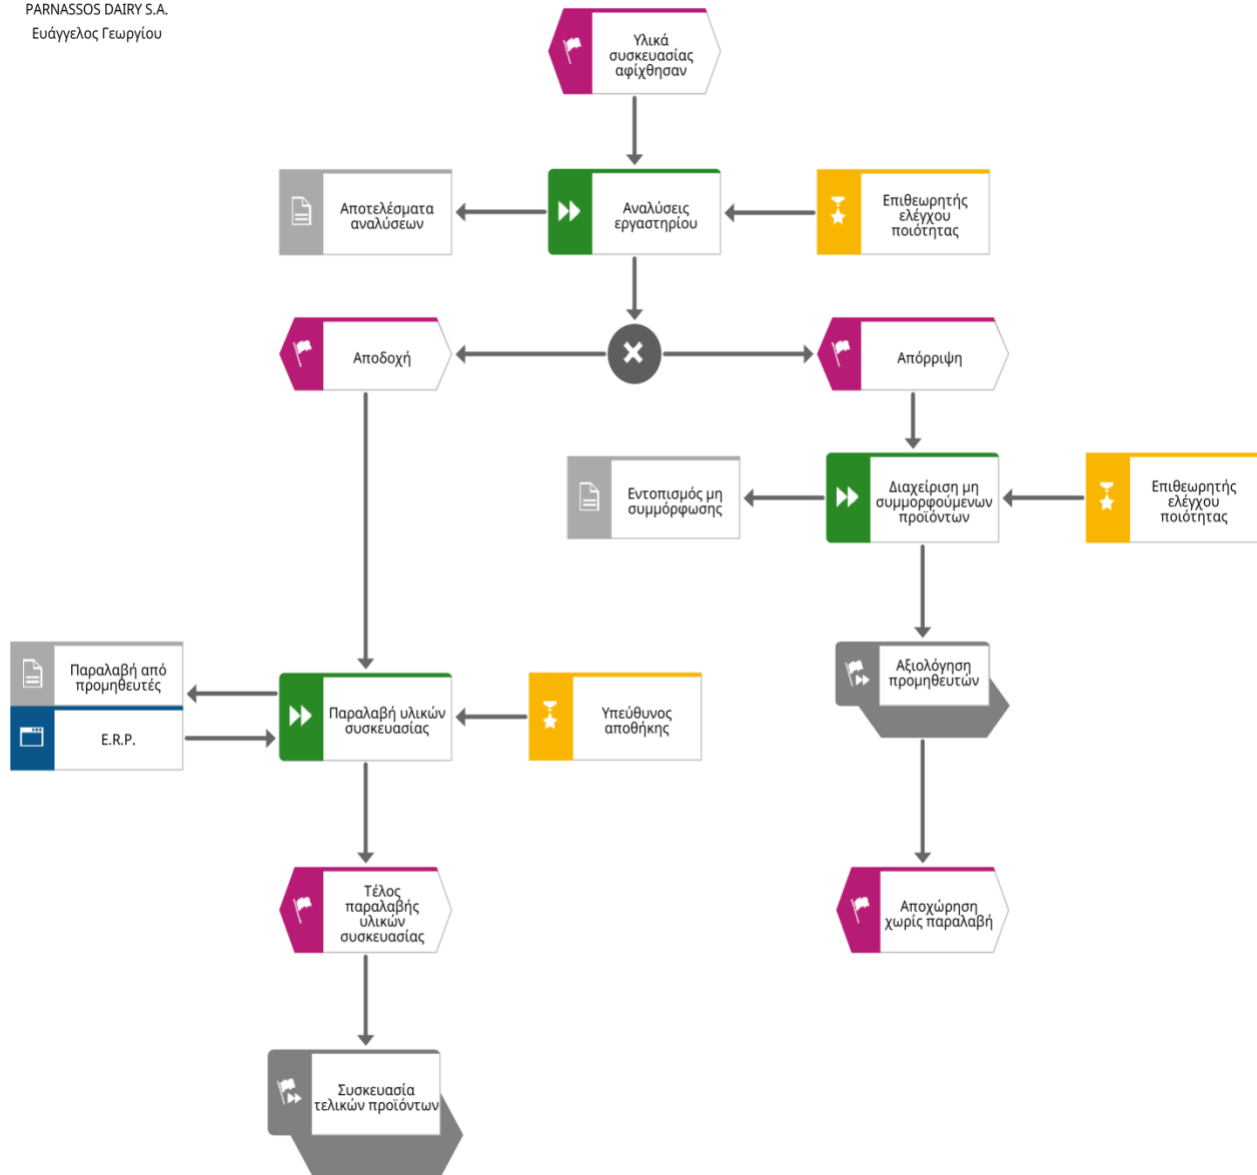 PARNASSOS DAIRY S.A.
Ευάγγελος Γεωργίου
Υλικά
συσκευασίας
αφίχθησαν
Αποτελέσματα
αναλύσεων
Αναλύσεις
εργαστηρίου
Επιθεωρητής
ελέγχου
ποιότητας
Αποδοχή
Απόρριψη
Εντοπισμός μη
συμμόρφωσης
Διαχείριση μη
συμμορφούμενων
προϊόντων
Επιθεωρητής
ελέγχου
ποιότητας
Παραλαβή από
προμηθευτές
E.R.P.
Παραλαβή υλικών
συσκευασίας
Υπεύθυνος
αποθήκης
Αξιολόγηση
προμηθευτών
Τέλος
παραλαβής
υλικών
συσκευασίας
Αποχώρηση
χωρίς παραλαβή
Συσκευασία
τελικών προϊόντων